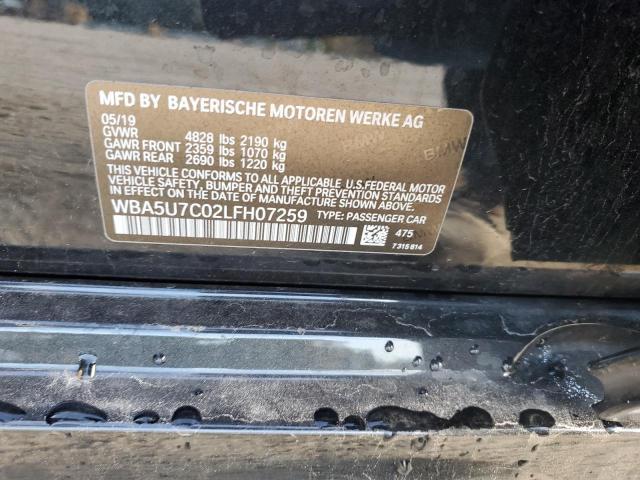 MFD BY BAYERISCHE MOTOREN WERKE AG
05/19
GVWR 4828 lbs 2190 kg
GAWR FRONT 2359 lbs 1070 kg
GAWR REAR 2690 lbs 1220 kg
THIS VEHICLE CONFORMS TO ALL APPLICABLE U.S.FEDERAL MOTOR
VEHICLE SAFETY, BUMPER AND THEFT PREVENTION STANDARDS
IN EFFECT ON THE DATE OF MANUFACTURE SHOWN ABOVE.
WBA5U7C02LFH07259 TYPE: PASSENGER CAR
475
7315814